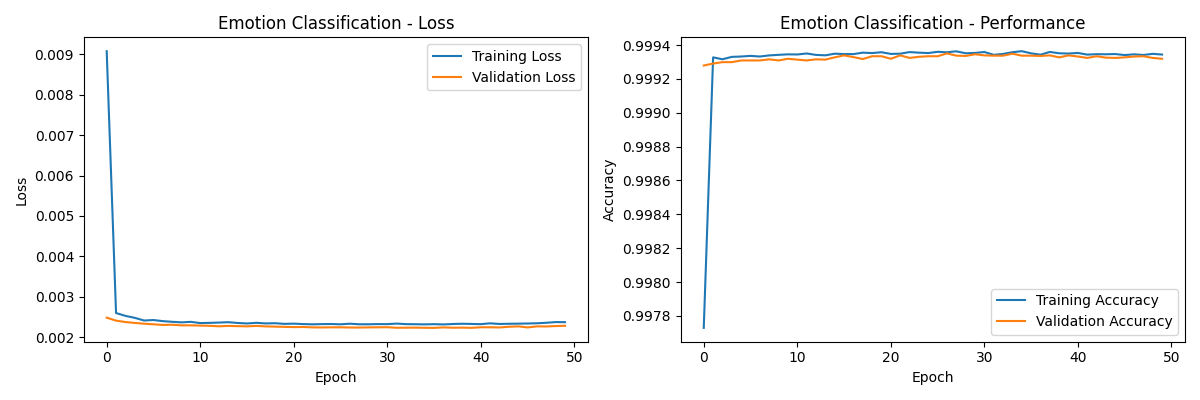 Emotion Classification - Loss
0.009
0.008
0.007
0.006
0.005
0.004
0.003
0.002
Loss
0
10
20
30
40
50
Epoch
Training Loss
Validation Loss
Emotion Classification - Performance
0.9994
0.9992
0.9990
0.9988
0.9986
0.9984
0.9982
0.9980
0.9978
Accuracy
0
10
20
30
40
50
Epoch
Training Accuracy
Validation Accuracy